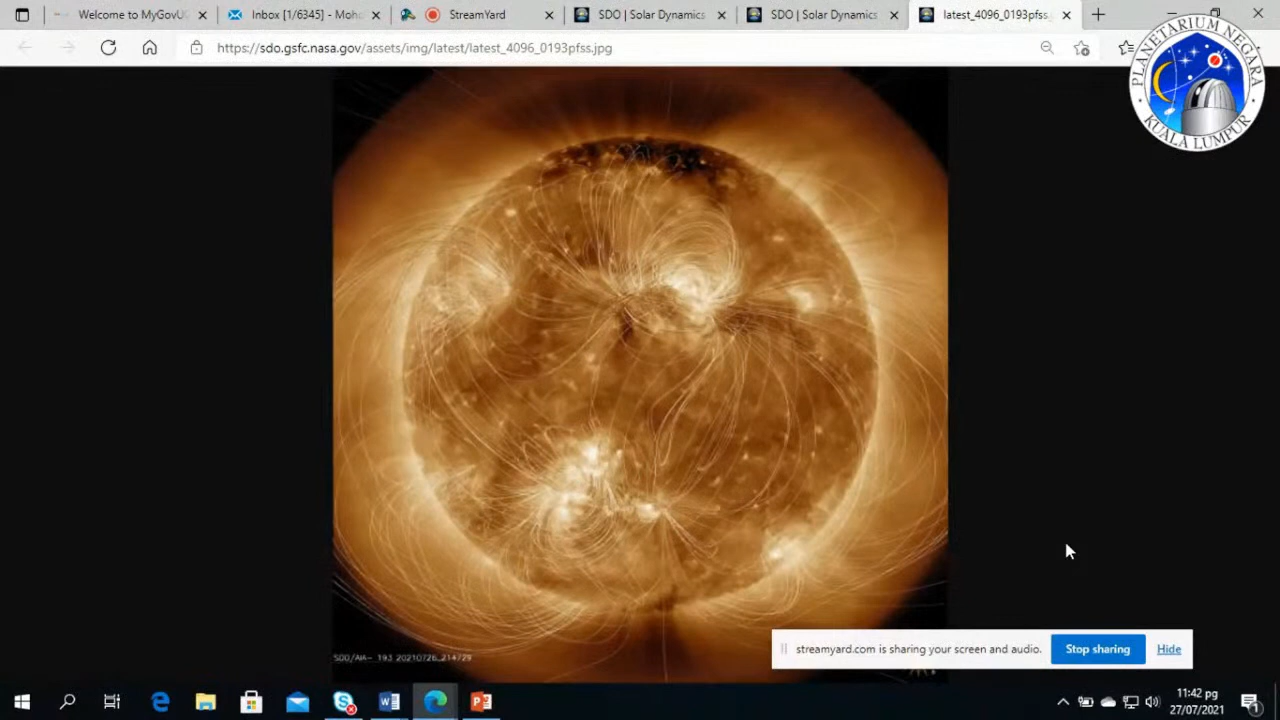 Welcome to MyGovU
Inbox [1/6345] - Moho
StreamYard
SDO | Solar Dynamics
SDO | Solar Dynamics
latest_4096_0193pfss.
https://sdo.gsfc.nasa.gov/assets/img/latest/latest_4096_0193pfss.jpg
PLANETARIUM NEGARA
KUALA LUMPUR
SDO/AIA- 193 20210726_214729
streamyard.com is sharing your screen and audio.
Stop sharing
Hide
11:42 pg
27/07/2021